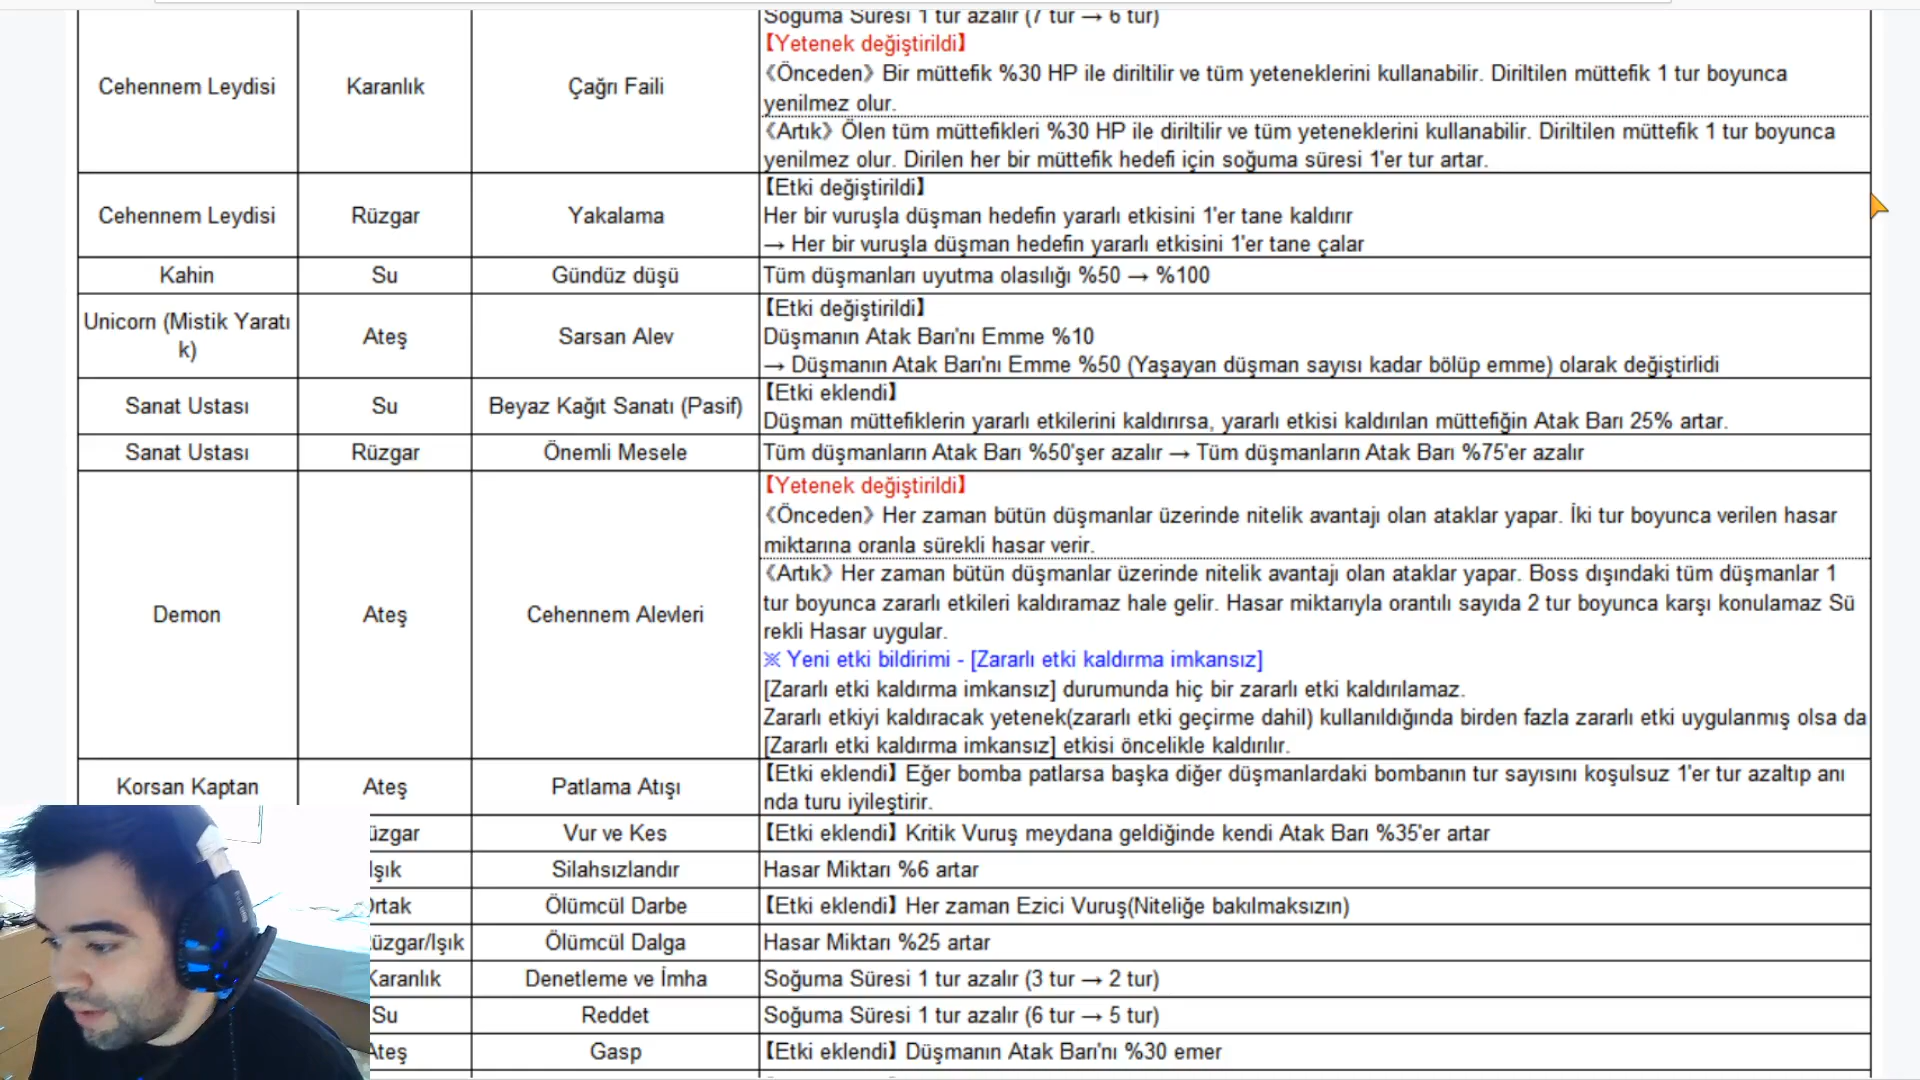 Soğuma Süresi 1 tur azalır (7 tur → 6 tur)
【Yetenek değiştirildi】
Cehennem Leydisi Karanlık Çağrı Faili
《Önceden》 Bir müttefik %30 HP ile diriltilir ve tüm yeteneklerini kullanabilir. Diriltilen müttefik 1 tur boyunca
yenilmez olur.
《Artık》 Ölen tüm müttefikleri %30 HP ile diriltilir ve tüm yeteneklerini kullanabilir. Diriltilen müttefik 1 tur boyunca
yenilmez olur. Dirilen her bir müttefik hedefi için soğuma süresi 1'er tur artar.
Cehennem Leydisi Rüzgar Yakalama
【Etki değiştirildi】
Her bir vuruşla düşman hedefin yararlı etkisini 1'er tane kaldırır
→ Her bir vuruşla düşman hedefin yararlı etkisini 1'er tane çalar
Kahin Su Gündüz düşü Tüm düşmanları uyutma olasılığı %50 → %100
Unicorn (Mistik Yaratı
k)
Ateş Sarsan Alev
【Etki değiştirildi】
Düşmanın Atak Barı'nı Emme %10
→ Düşmanın Atak Barı'nı Emme %50 (Yaşayan düşman sayısı kadar bölüp emme) olarak değiştirlidi
Sanat Ustası Su Beyaz Kağıt Sanatı (Pasif)
【Etki eklendi】
Düşman müttefiklerin yararlı etkilerini kaldırırsa, yararlı etkisi kaldırılan müttefiğin Atak Barı 25% artar.
Sanat Ustası Rüzgar Önemli Mesele Tüm düşmanların Atak Barı %50'şer azalır → Tüm düşmanların Atak Barı %75'er azalır
Demon Ateş Cehennem Alevleri
【Yetenek değiştirildi】
《Önceden》 Her zaman bütün düşmanlar üzerinde nitelik avantajı olan ataklar yapar. İki tur boyunca verilen hasar
miktarına oranla sürekli hasar verir.
《Artık》 Her zaman bütün düşmanlar üzerinde nitelik avantajı olan ataklar yapar. Boss dışındaki tüm düşmanlar 1
tur boyunca zararlı etkileri kaldıramaz hale gelir. Hasar miktarıyla orantılı sayıda 2 tur boyunca karşı konulamaz Sü
rekli Hasar uygular.
※ Yeni etki bildirimi - [Zararlı etki kaldırma imkansız]
[Zararlı etki kaldırma imkansız] durumunda hiç bir zararlı etki kaldırılamaz.
Zararlı etkiyi kaldıracak yetenek(zararlı etki geçirme dahil) kullanıldığında birden fazla zararlı etki uygulanmış olsa da
[Zararlı etki kaldırma imkansız] etkisi öncelikle kaldırılır.
Korsan Kaptan Ateş Patlama Atışı
【Etki eklendi】 Eğer bomba patlarsa başka diğer düşmanlardaki bombanın tur sayısını koşulsuz 1'er tur azaltıp anı
nda turu iyileştirir.
üzgar Vur ve Kes 【Etki eklendi】 Kritik Vuruş meydana geldiğinde kendi Atak Barı %35'er artar
Işık Silahsızlandır Hasar Miktarı %6 artar
Ortak Ölümcül Darbe 【Etki eklendi】 Her zaman Ezici Vuruş(Niteliğe bakılmaksızın)
üzgar/Işık Ölümcül Dalga Hasar Miktarı %25 artar
Karanlık Denetleme ve İmha Soğuma Süresi 1 tur azalır (3 tur → 2 tur)
Su Reddet Soğuma Süresi 1 tur azalır (6 tur → 5 tur)
Ateş Gasp 【Etki eklendi】 Düşmanın Atak Barı'nı %30 emer